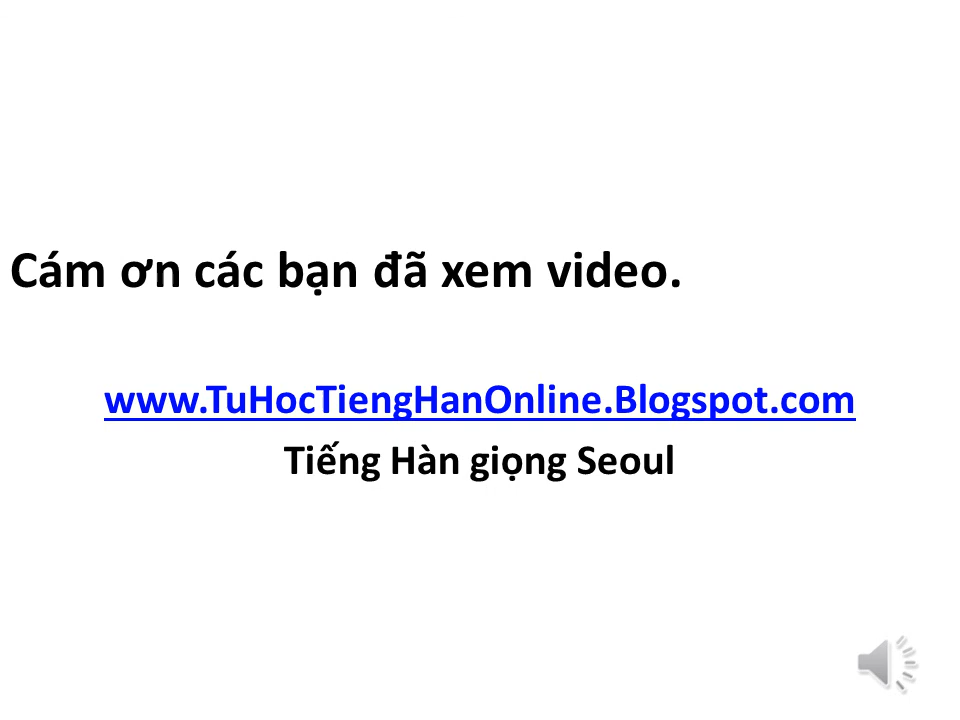 Cám ơn các bạn đã xem video.
www.TuHocTiengHanOnline.Blogspot.com
Tiếng Hàn giọng Seoul